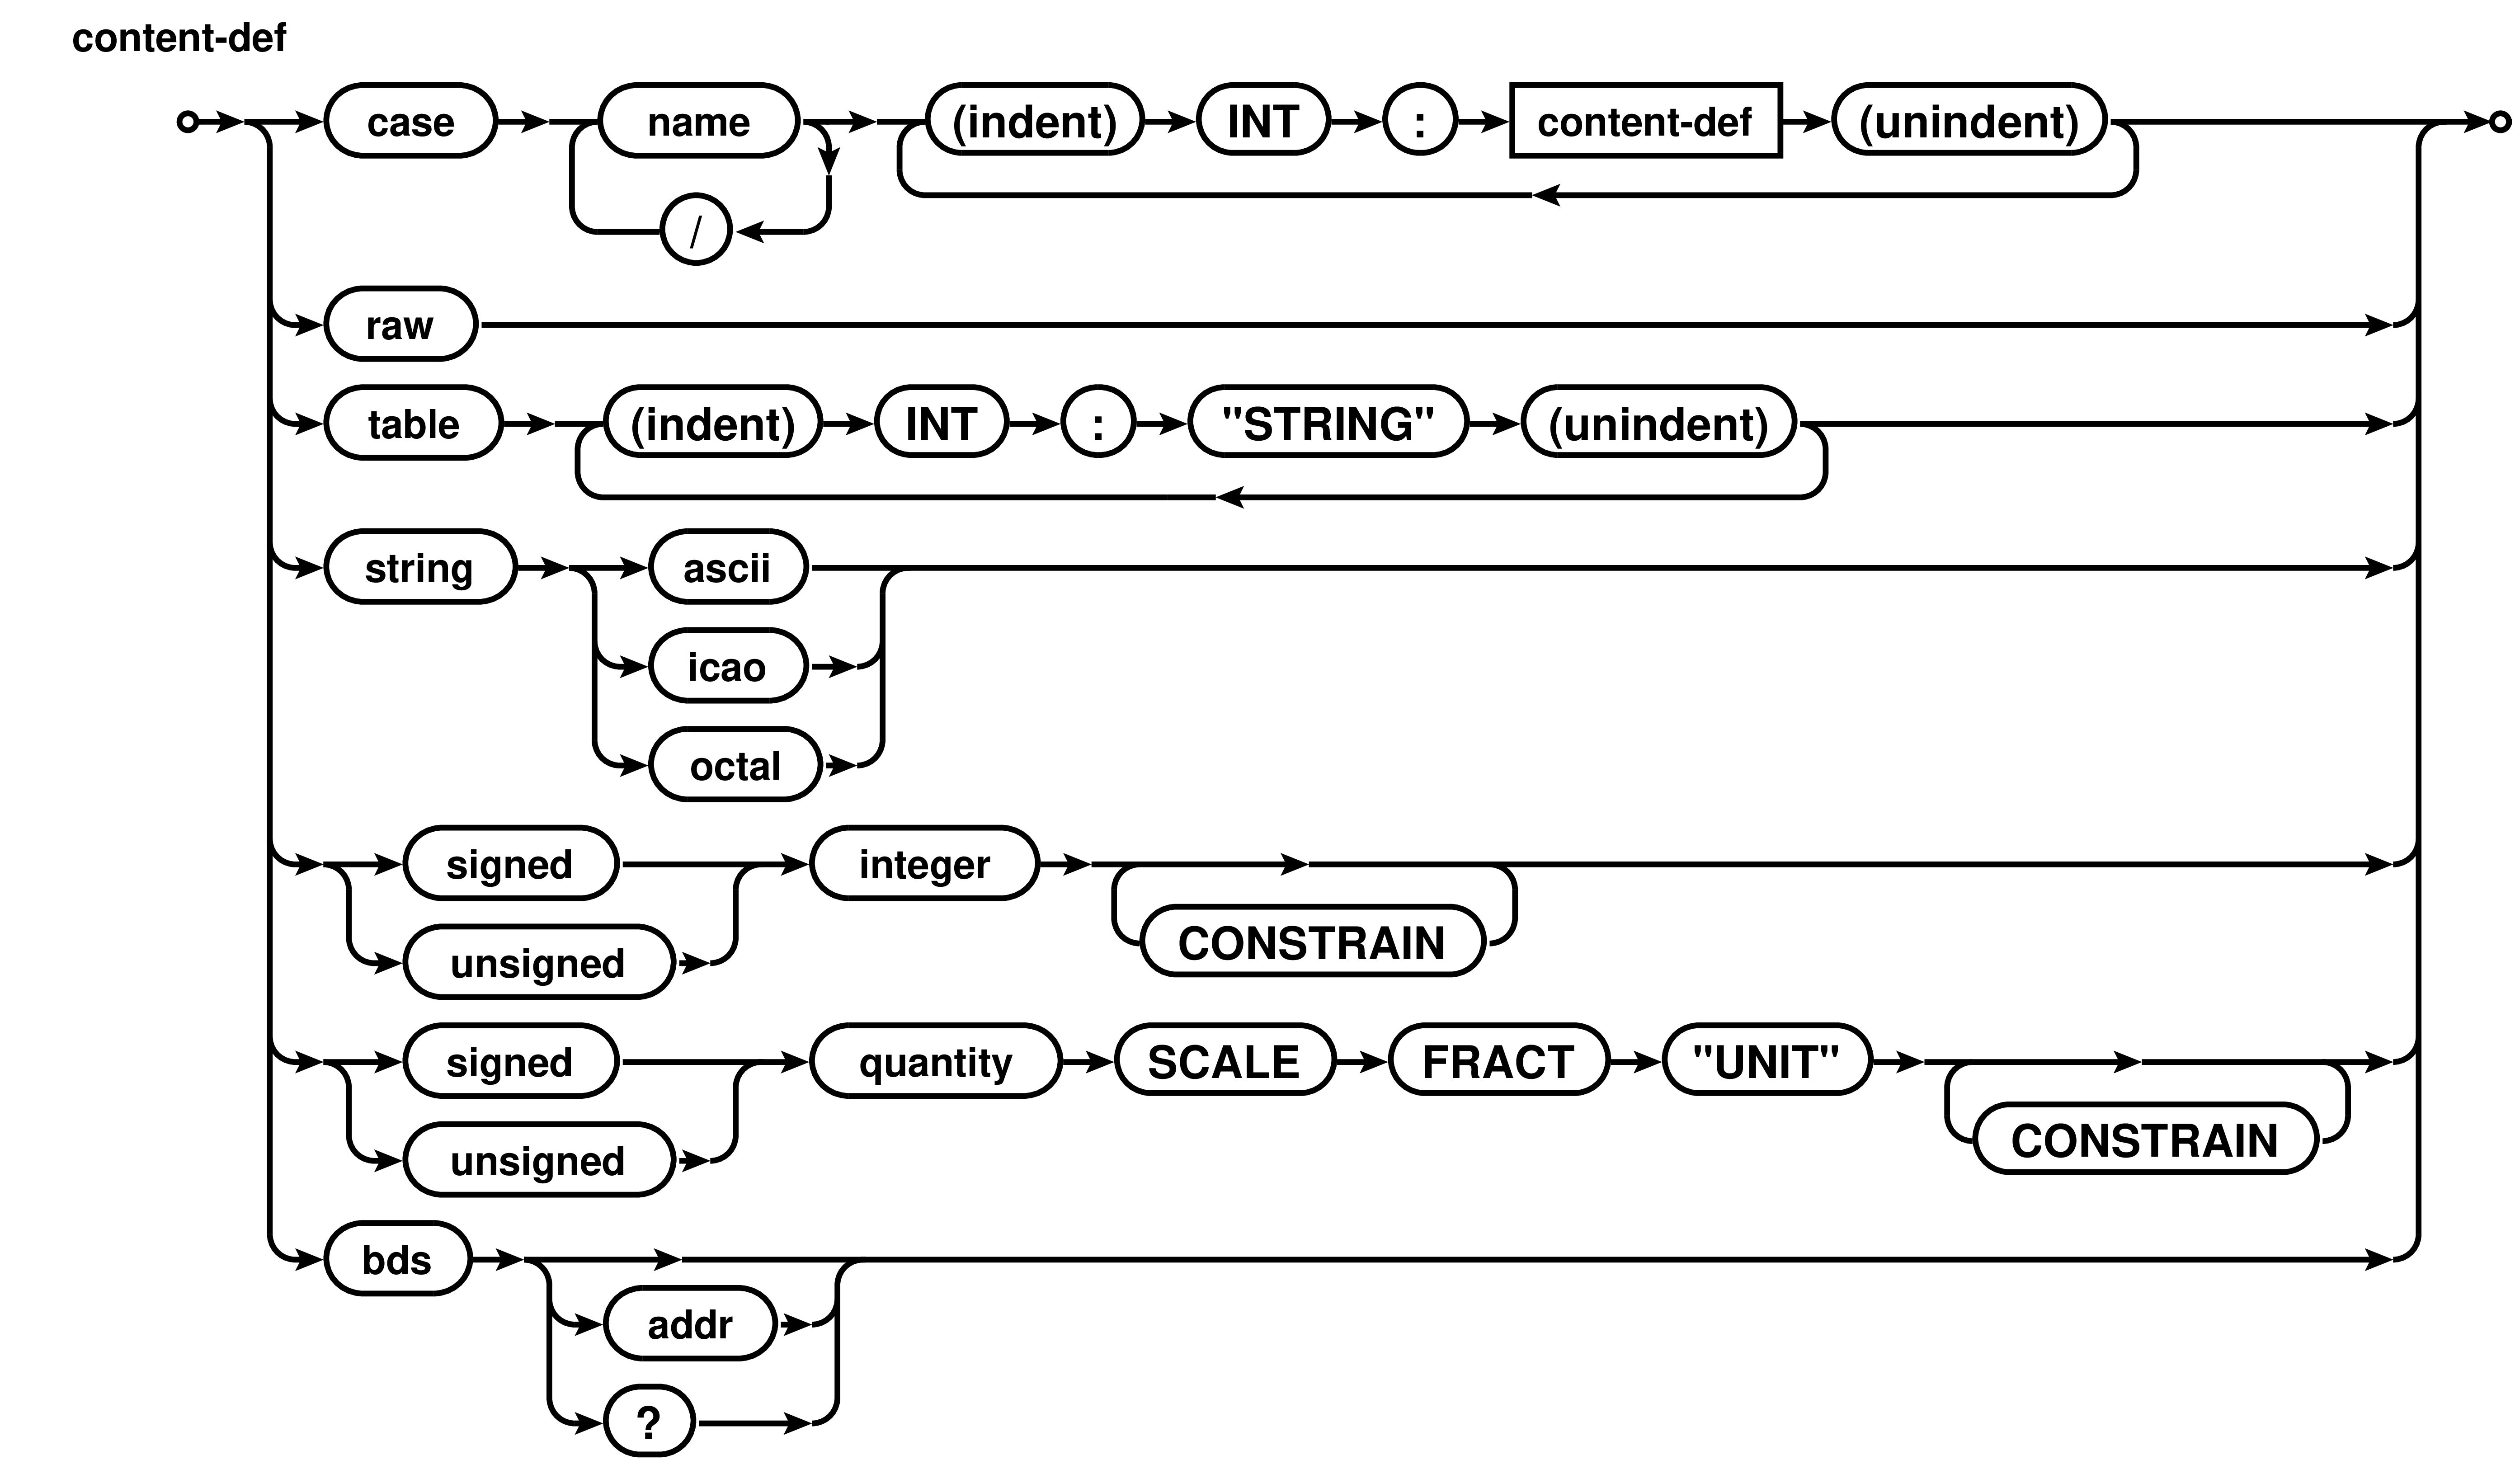 content-def
case name (indent) INT : content-def (unindent)
/
raw
table (indent) INT : "STRING" (unindent)
string ascii
icao
octal
signed integer
CONSTRAIN
unsigned
signed quantity SCALE FRACT "UNIT"
CONSTRAIN
unsigned
bds
addr
?